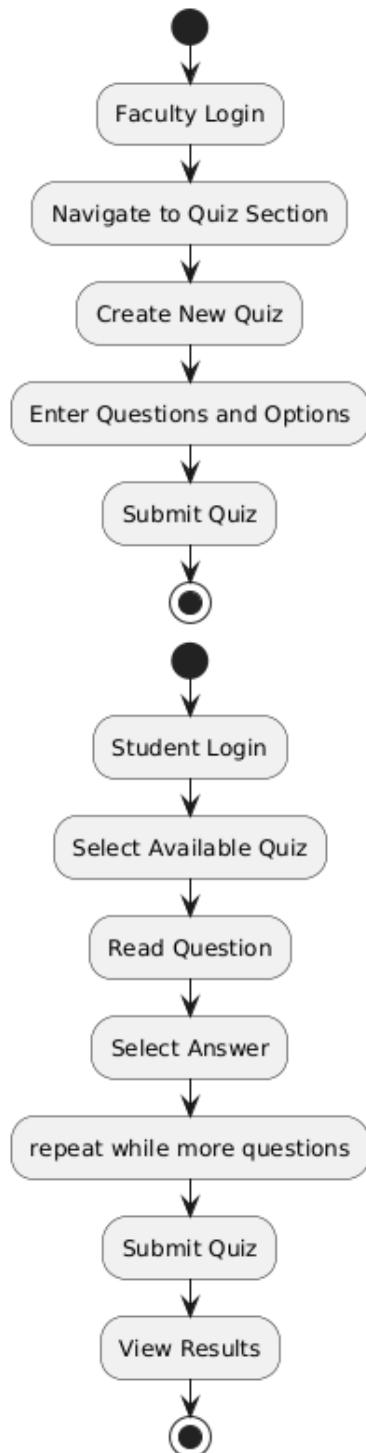 Faculty Login
Navigate to Quiz Section
Create New Quiz
Enter Questions and Options
Submit Quiz
Student Login
Select Available Quiz
Read Question
Select Answer
repeat while more questions
Submit Quiz
View Results